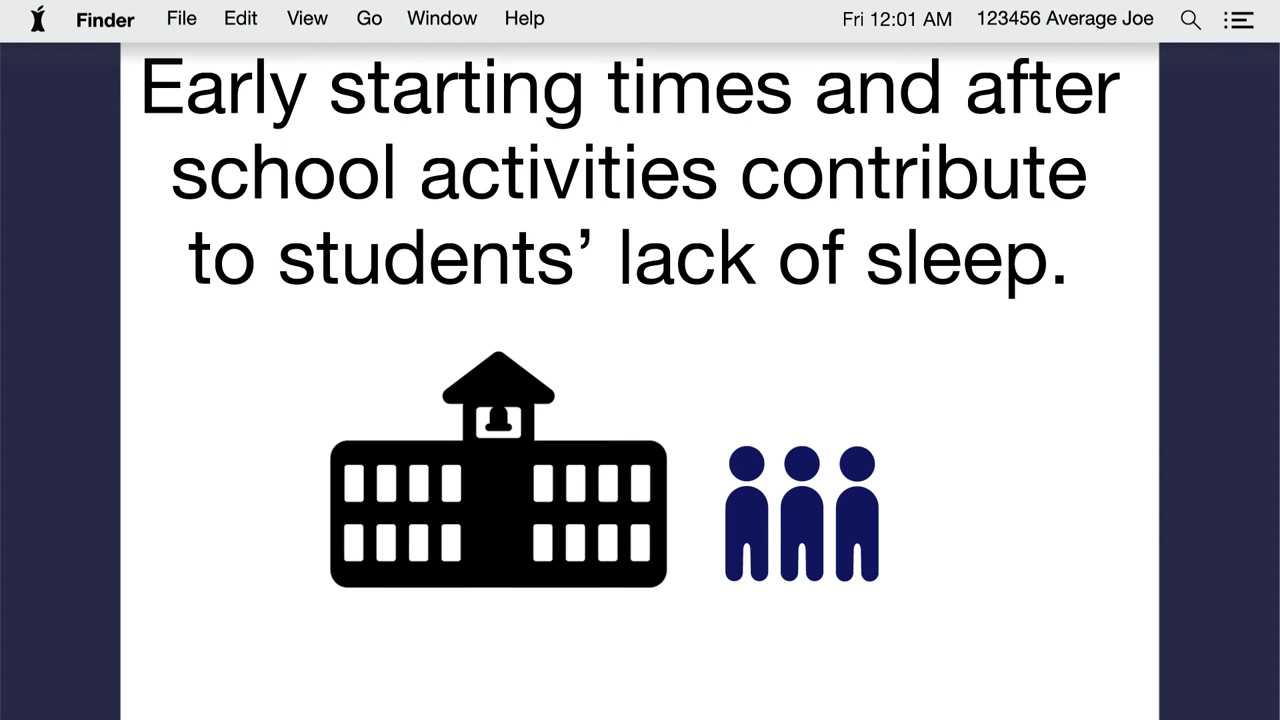 Finder File Edit View Go Window Help Fri 12:01 AM 123456 Average Joe
Early starting times and after
school activities contribute
to students’ lack of sleep.